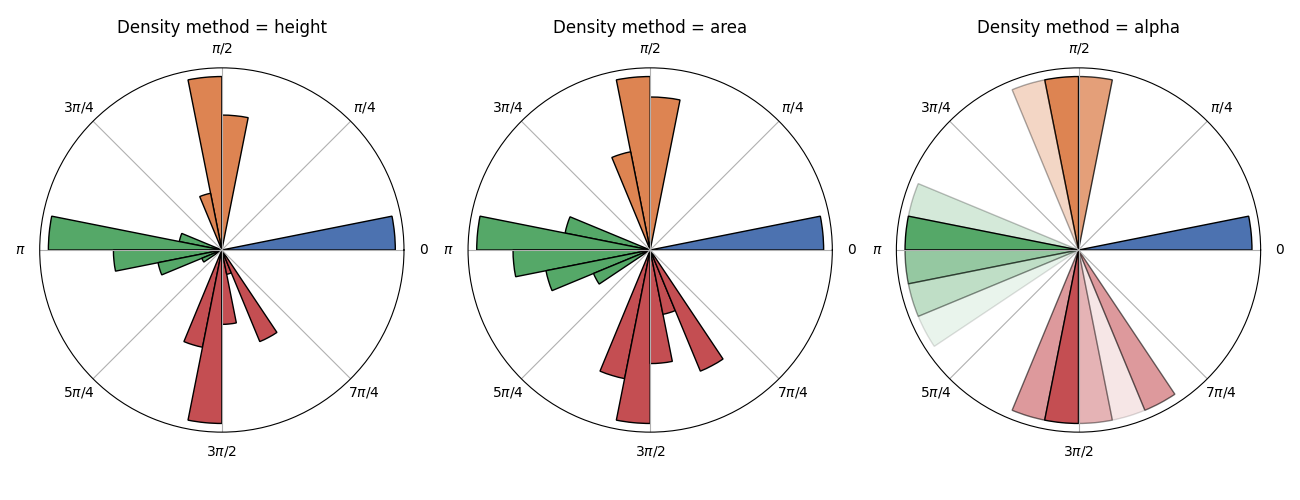 Density method = height
π/2
3π/4
π/4
π
0
5π/4
7π/4
3π/2
Density method = area
π/2
3π/4
π/4
π
0
5π/4
7π/4
3π/2
Density method = alpha
π/2
3π/4
π/4
π
0
5π/4
7π/4
3π/2